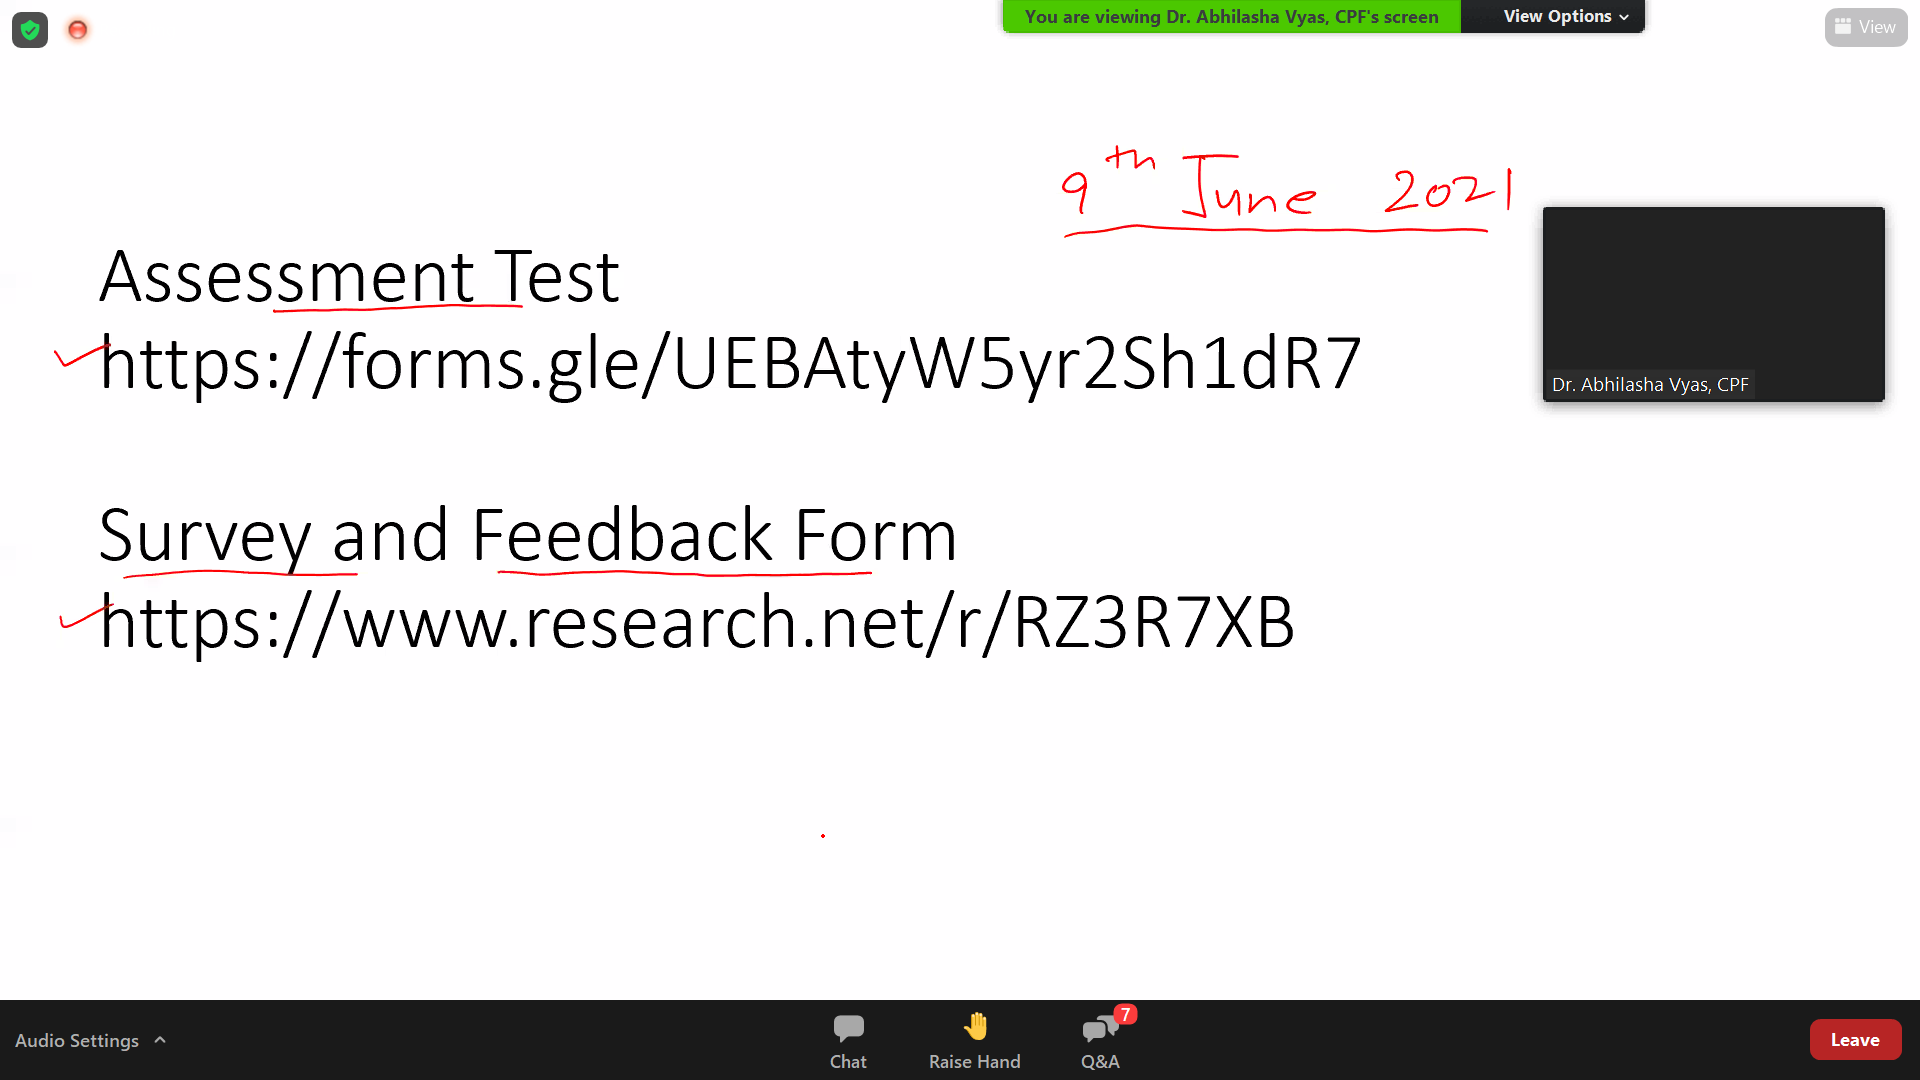 You are viewing Dr. Abhilasha Vyas, CPF's screen
View Options
View
9th June 2021
Assessment Test
https://forms.gle/UEBAtyW5yr2Sh1dR7
Dr. Abhilasha Vyas, CPF
Survey and Feedback Form
https://www.research.net/r/RZ3R7XB
Audio Settings
Chat
Raise Hand
7
Q&A
Leave